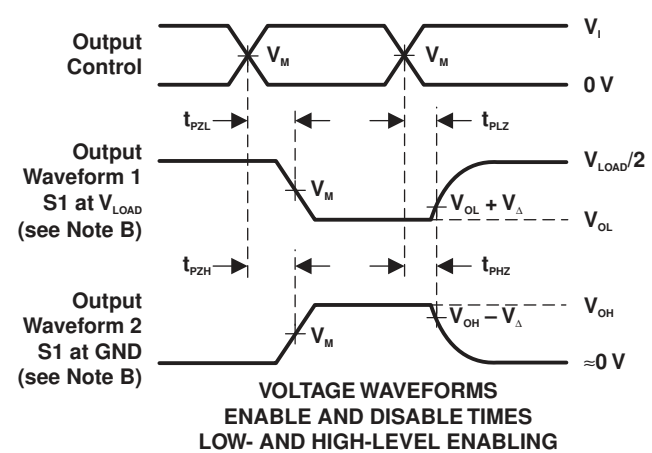 Output
Control
V_M
V_M
V_I
0 V
t_PZL
t_PLZ
Output
Waveform 1
S1 at V_LOAD
(see Note B)
V_M
V_OL + V_Δ
V_LOAD/2
V_OL
t_PZH
t_PHZ
Output
Waveform 2
S1 at GND
(see Note B)
V_M
V_OH – V_Δ
V_OH
≈0 V
VOLTAGE WAVEFORMS
ENABLE AND DISABLE TIMES
LOW- AND HIGH-LEVEL ENABLING